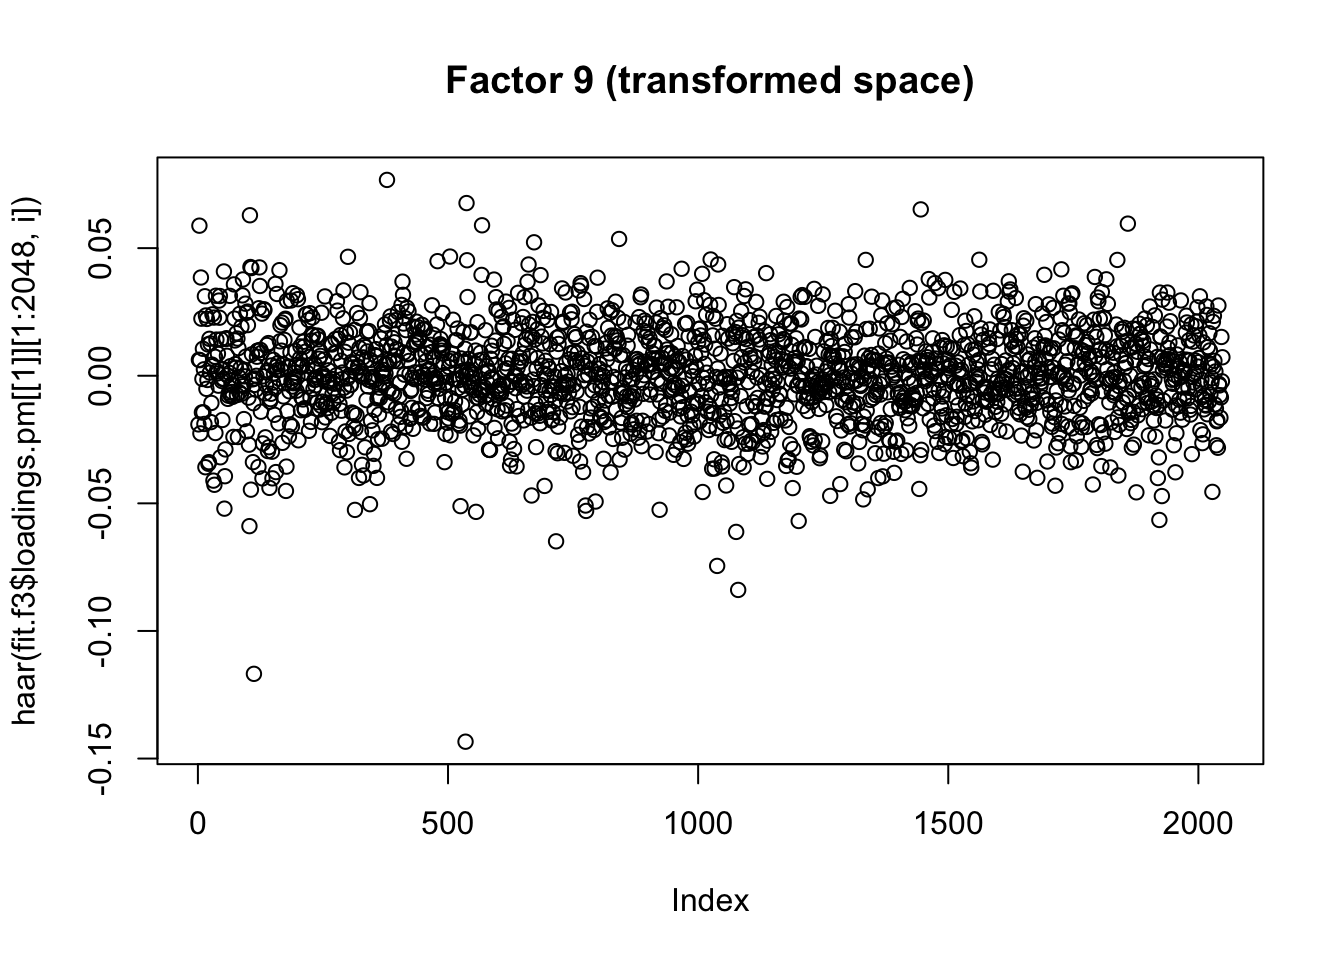 Factor 9 (transformed space)
haar(fit.f3$loadings.pm[[1]][1:2048, i])
0.05
0.00
-0.05
-0.10
-0.15
0 500 1000 1500 2000
Index